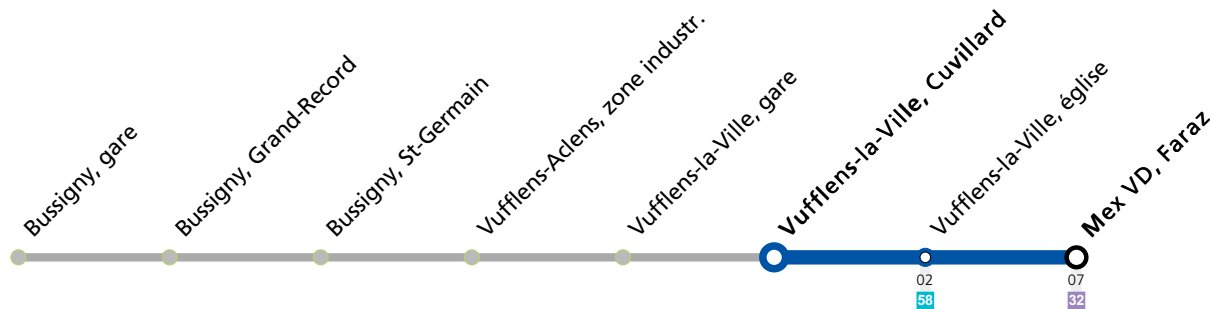 Bussigny, gare
Bussigny, Grand-Record
Bussigny, St-Germain
Vufflens-Aclens, zone industr.
Vufflens-la-Ville, gare
Vufflens-la-Ville, Cuvillard
Vufflens-la-Ville, église
Mex VD, Faraz
02
07
58
32